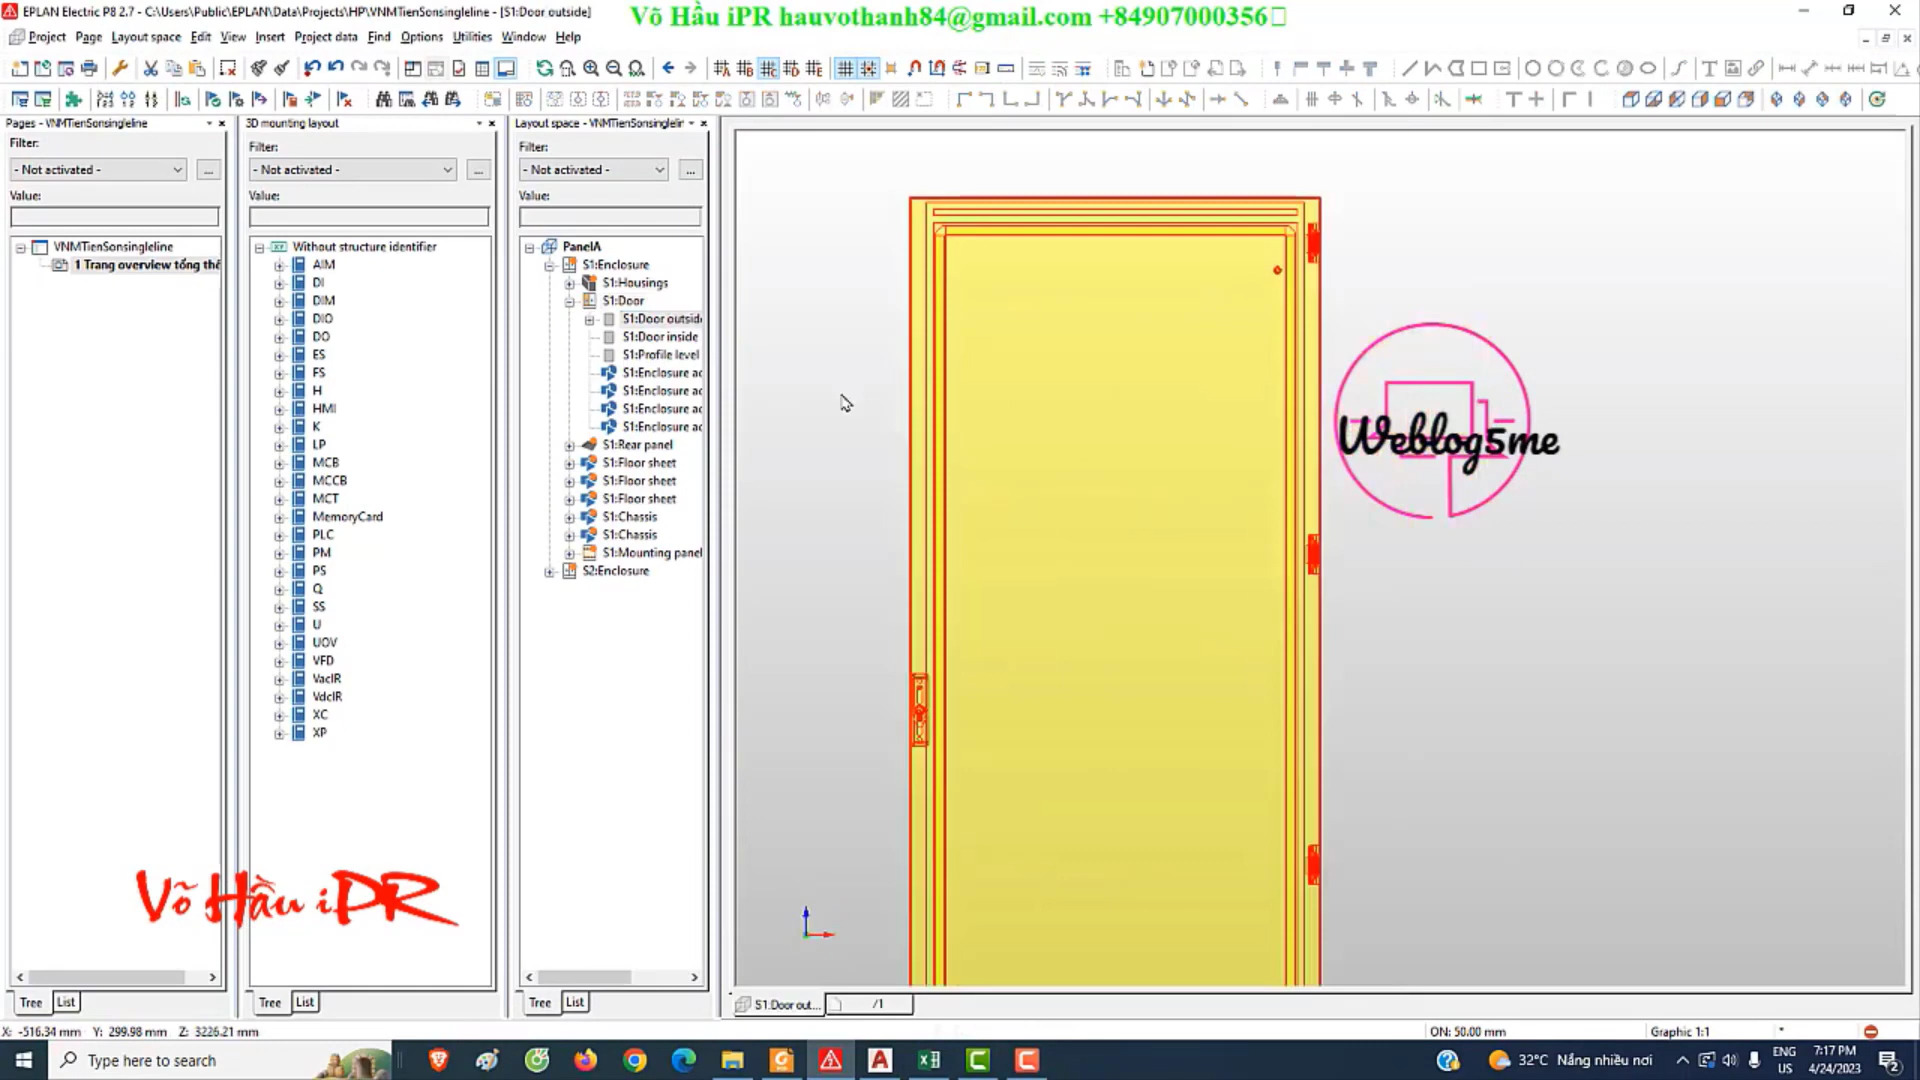 EPLAN Electric P8 2.7 - C:\Users\Public\EPLAN\Data\Projects\HP\VNMTienSonsingleline - [S1:Door outside]
Võ Hầu iPR hauvothanh84@gmail.com +84907000356
Project Page Layout space Edit View Insert Project data Find Options Utilities Window Help
Pages - VNMTienSonsingleline
3D mounting layout
Layout space - VNMTienSonsinglelin
Filter:
Filter:
Filter:
- Not activated -
...
- Not activated -
...
- Not activated -
...
Value:
Value:
Value:
VNMTienSonsingleline
1 Trang overview tổng thể
Without structure identifier
AIM
DI
DIM
DIO
DO
ES
FS
H
HMI
K
LP
MCB
MCCB
MCT
MemoryCard
PLC
PM
PS
Q
SS
U
UOV
VFD
VacIR
VdcIR
XC
XP
PanelA
S1:Enclosure
S1:Housings
S1:Door
S1:Door outside
S1:Door inside
S1:Profile level
S1:Enclosure ac
S1:Enclosure ac
S1:Enclosure ac
S1:Enclosure ac
S1:Rear panel
S1:Floor sheet
S1:Floor sheet
S1:Floor sheet
S1:Chassis
S1:Chassis
S1:Mounting panel
S2:Enclosure
Weblog5me
Võ Hầu iPR
Tree List
Tree List
Tree List
S1:Door out... /1
X: -516.34 mm Y: 299.98 mm Z: 3226.21 mm
ON: 50.00 mm
Graphic 1:1
*
Type here to search
32°C Nắng nhiều nơi
ENG
US
7:17 PM
4/24/2023
2